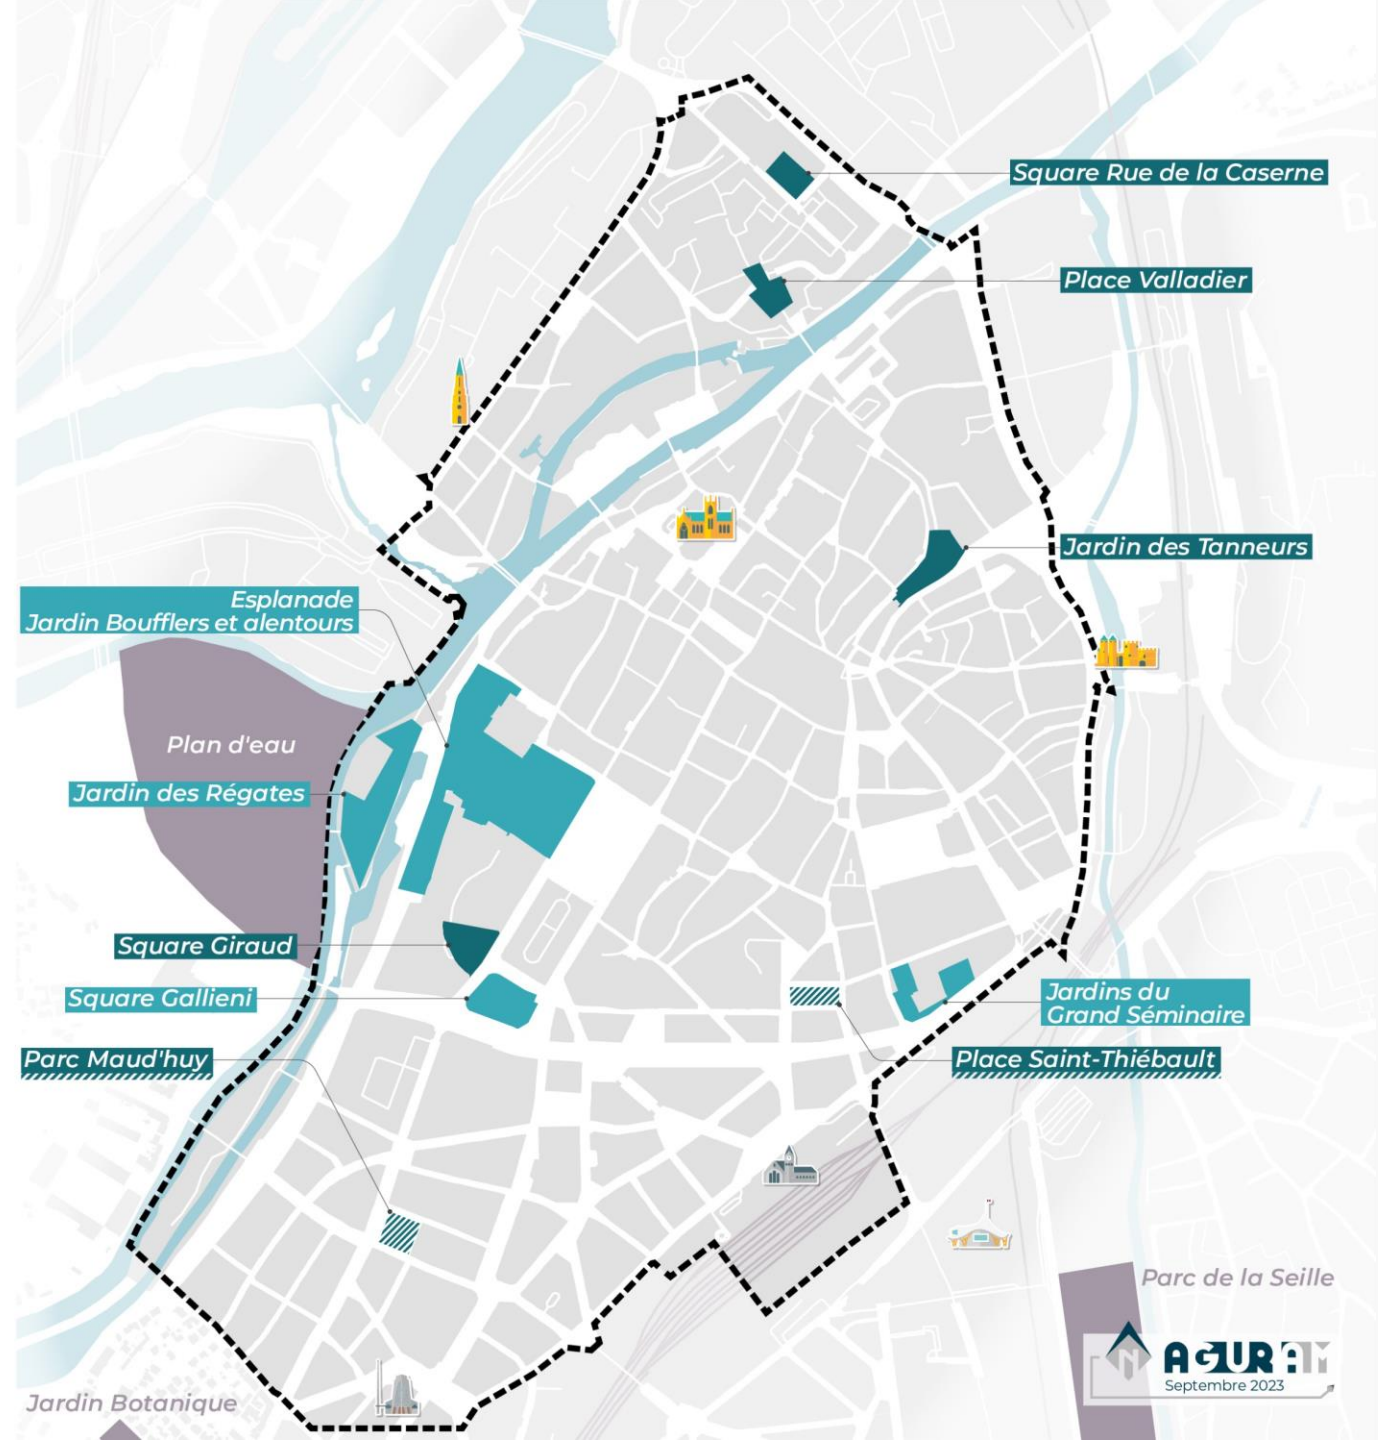 Square Rue de la Caserne
Place Valladier
Jardin des Tanneurs
Esplanade
Jardin Boufflers et alentours
Plan d'eau
Jardin des Régates
Square Giraud
Square Gallieni
Jardins du
Grand Séminaire
Parc Maud'huy
Place Saint-Thiébault
Parc de la Seille
N
AGURAM
Septembre 2023
Jardin Botanique